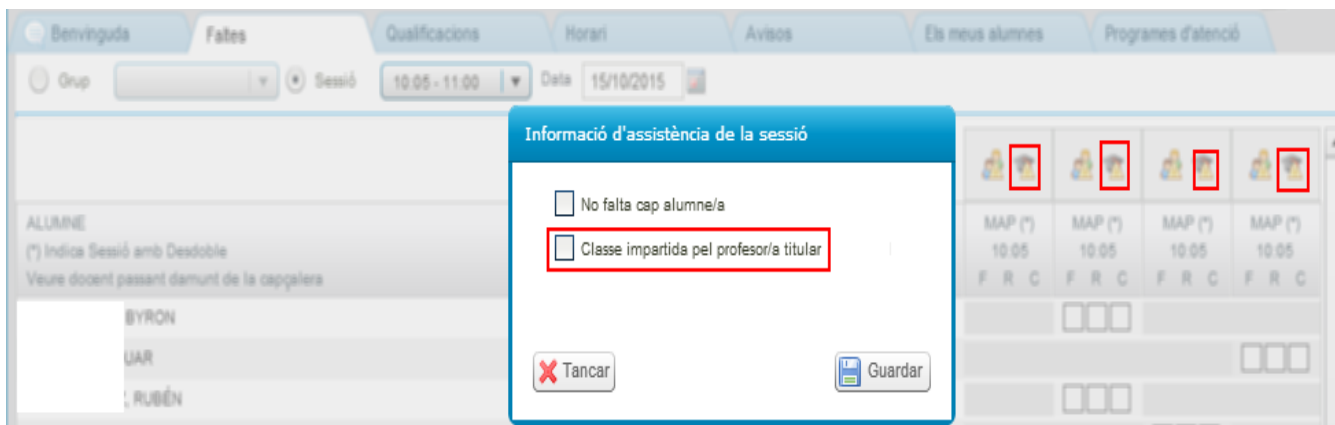 Benvinguda Faltes Qualificacions Horari Avisos Els meus alumnes Programes d'atenció
Grup Sessió 10:05 - 11:00 Data 15/10/2015
Informació d'assistència de la sessió
No falta cap alumne/a
Classe impartida pel profesor/a titular
Tancar Guardar
ALUMNE
(*) Indica Sessió amb Desdoble
Veure docent passant damunt de la capçalera
MAP (*) MAP (*) MAP (*) MAP (*)
10:05 10:05 10:05 10:05
F R C F R C F R C F R C
BYRON
UAR
, RUBÉN